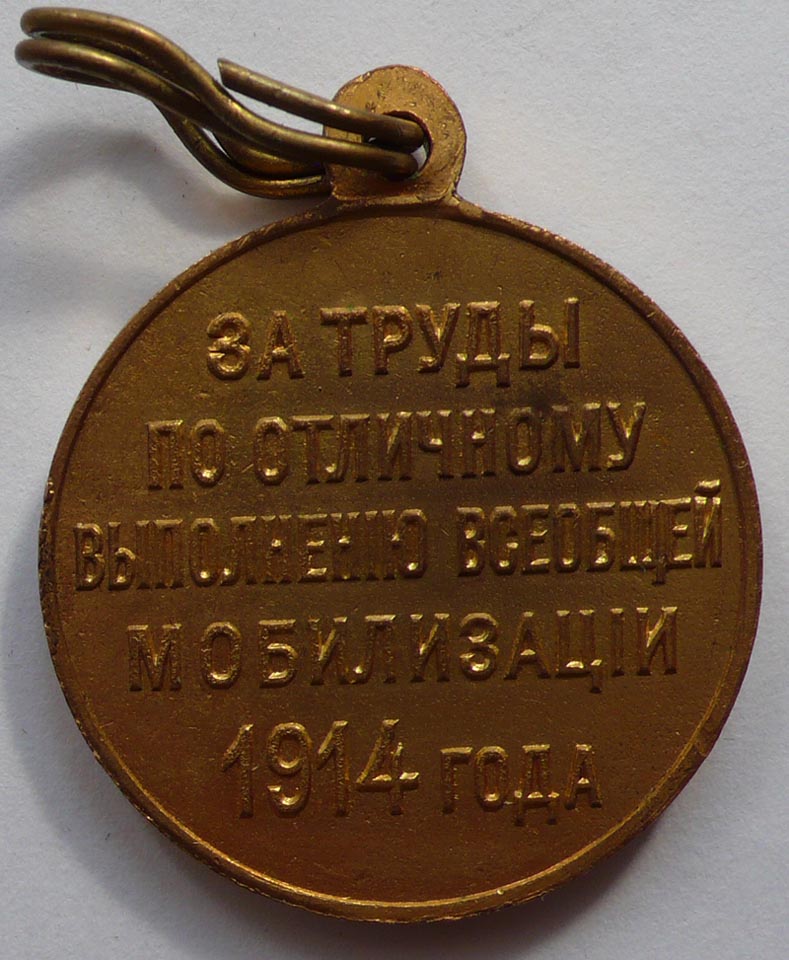 ЗА ТРУДЫ
ПО ОТЛИЧНОМУ
ВЫПОЛНЕНІЮ ВСЕОБЩЕЙ
МОБИЛИЗАЦІИ
1914 ГОДА